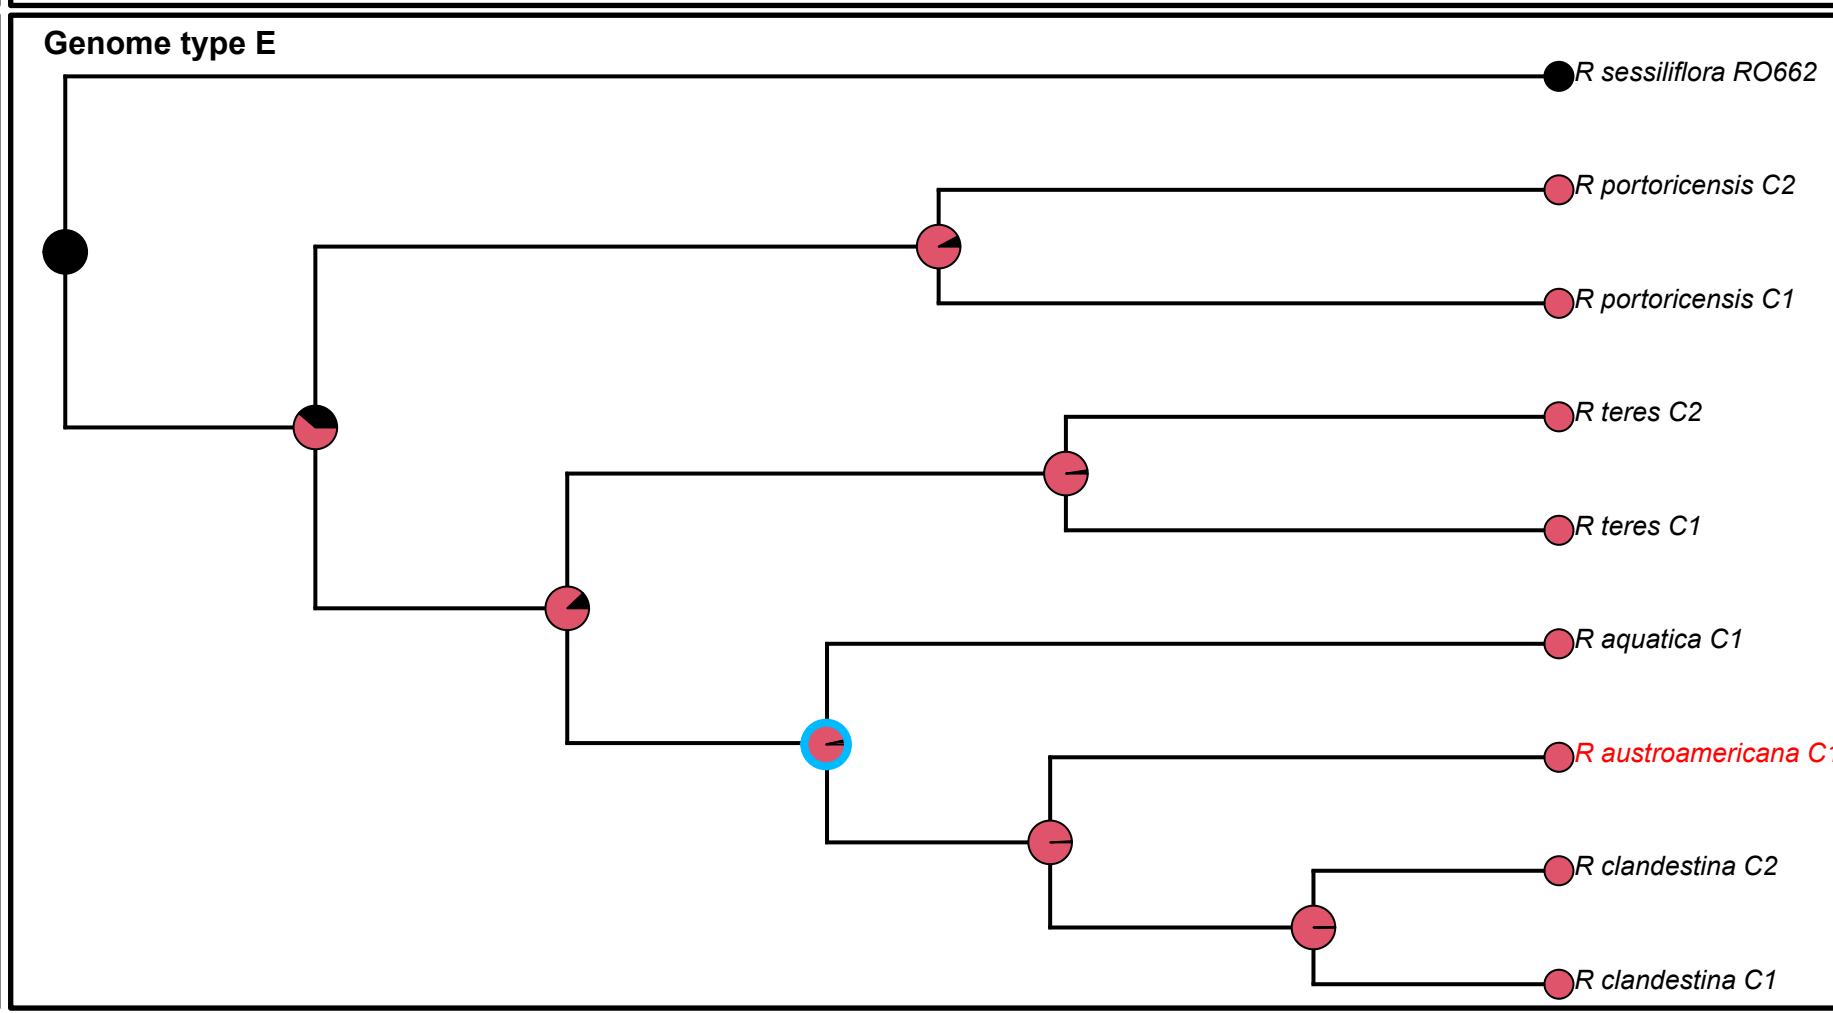 Genome type E
R sessiliflora RO662
R portoricensis C2
R portoricensis C1
R teres C2
R teres C1
R aquatica C1
R austroamericana C1
R clandestina C2
R clandestina C1